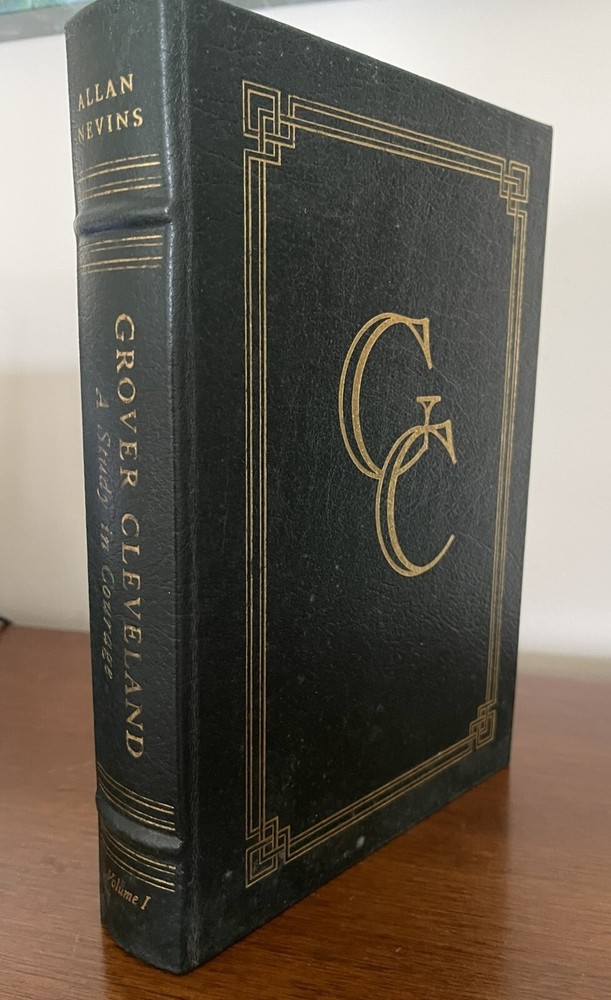 ALLAN
NEVINS
GROVER CLEVELAND
A Study in Courage
Volume I
GC